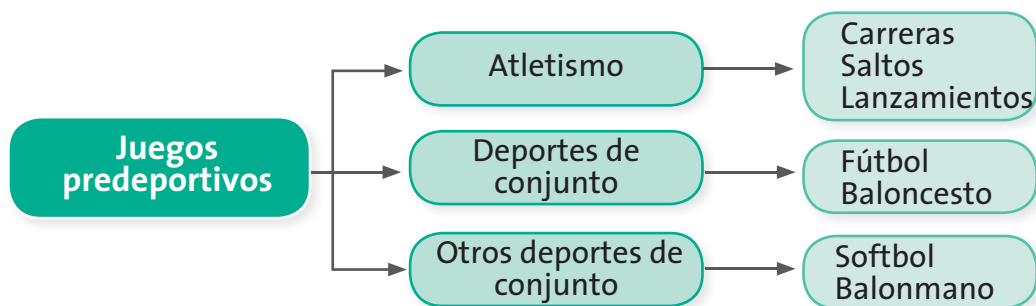 Juegos
predeportivos
Atletismo
Carreras
Saltos
Lanzamientos
Deportes de
conjunto
Fútbol
Baloncesto
Otros deportes de
conjunto
Softbol
Balonmano